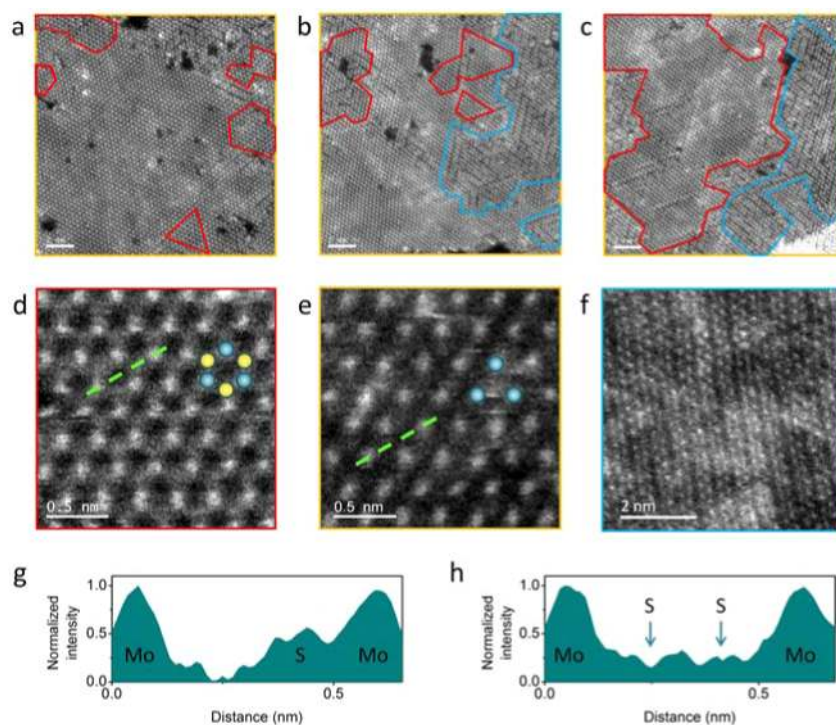 a
b
c
d
e
f
0.5 nm
0.5 nm
2 nm
g
h
Normalized
intensity
1.0
0.5
0.0
Mo
S
Mo
0.0
0.5
Distance (nm)
Normalized
intensity
1.0
0.5
0.0
Mo
S
S
Mo
0.0
0.5
Distance (nm)